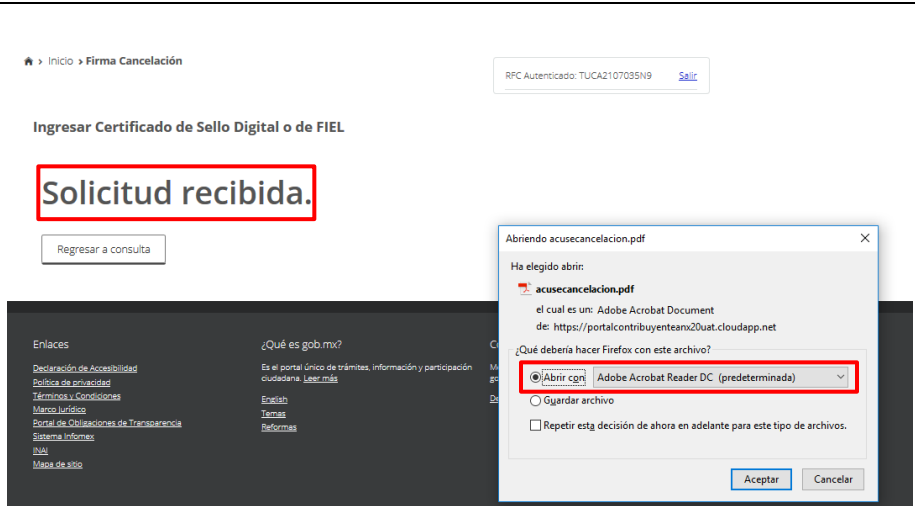 > Inicio > Firma Cancelación
RFC Autenticado: TUCA2107035N9 Salir
Ingresar Certificado de Sello Digital o de FIEL
Solicitud recibida.
Regresar a consulta
Abriendo acusecancelacion.pdf
Ha elegido abrir:
acusecancelacion.pdf
el cual es un: Adobe Acrobat Document
de: https://portalcontribuyenteanx20uat.cloudapp.net
¿Qué debería hacer Firefox con este archivo?
Abrir con Adobe Acrobat Reader DC (predeterminada)
Guardar archivo
Repetir esta decisión de ahora en adelante para este tipo de archivos.
Aceptar Cancelar
Enlaces
Declaración de Accesibilidad
Política de privacidad
Términos y Condiciones
Marco Jurídico
Portal de Obligaciones de Transparencia
Sistema Infomex
INAI
Mapa de sitio
¿Qué es gob.mx?
Es el portal único de trámites, información y participación
ciudadana. Leer más
English
Temas
Reformas